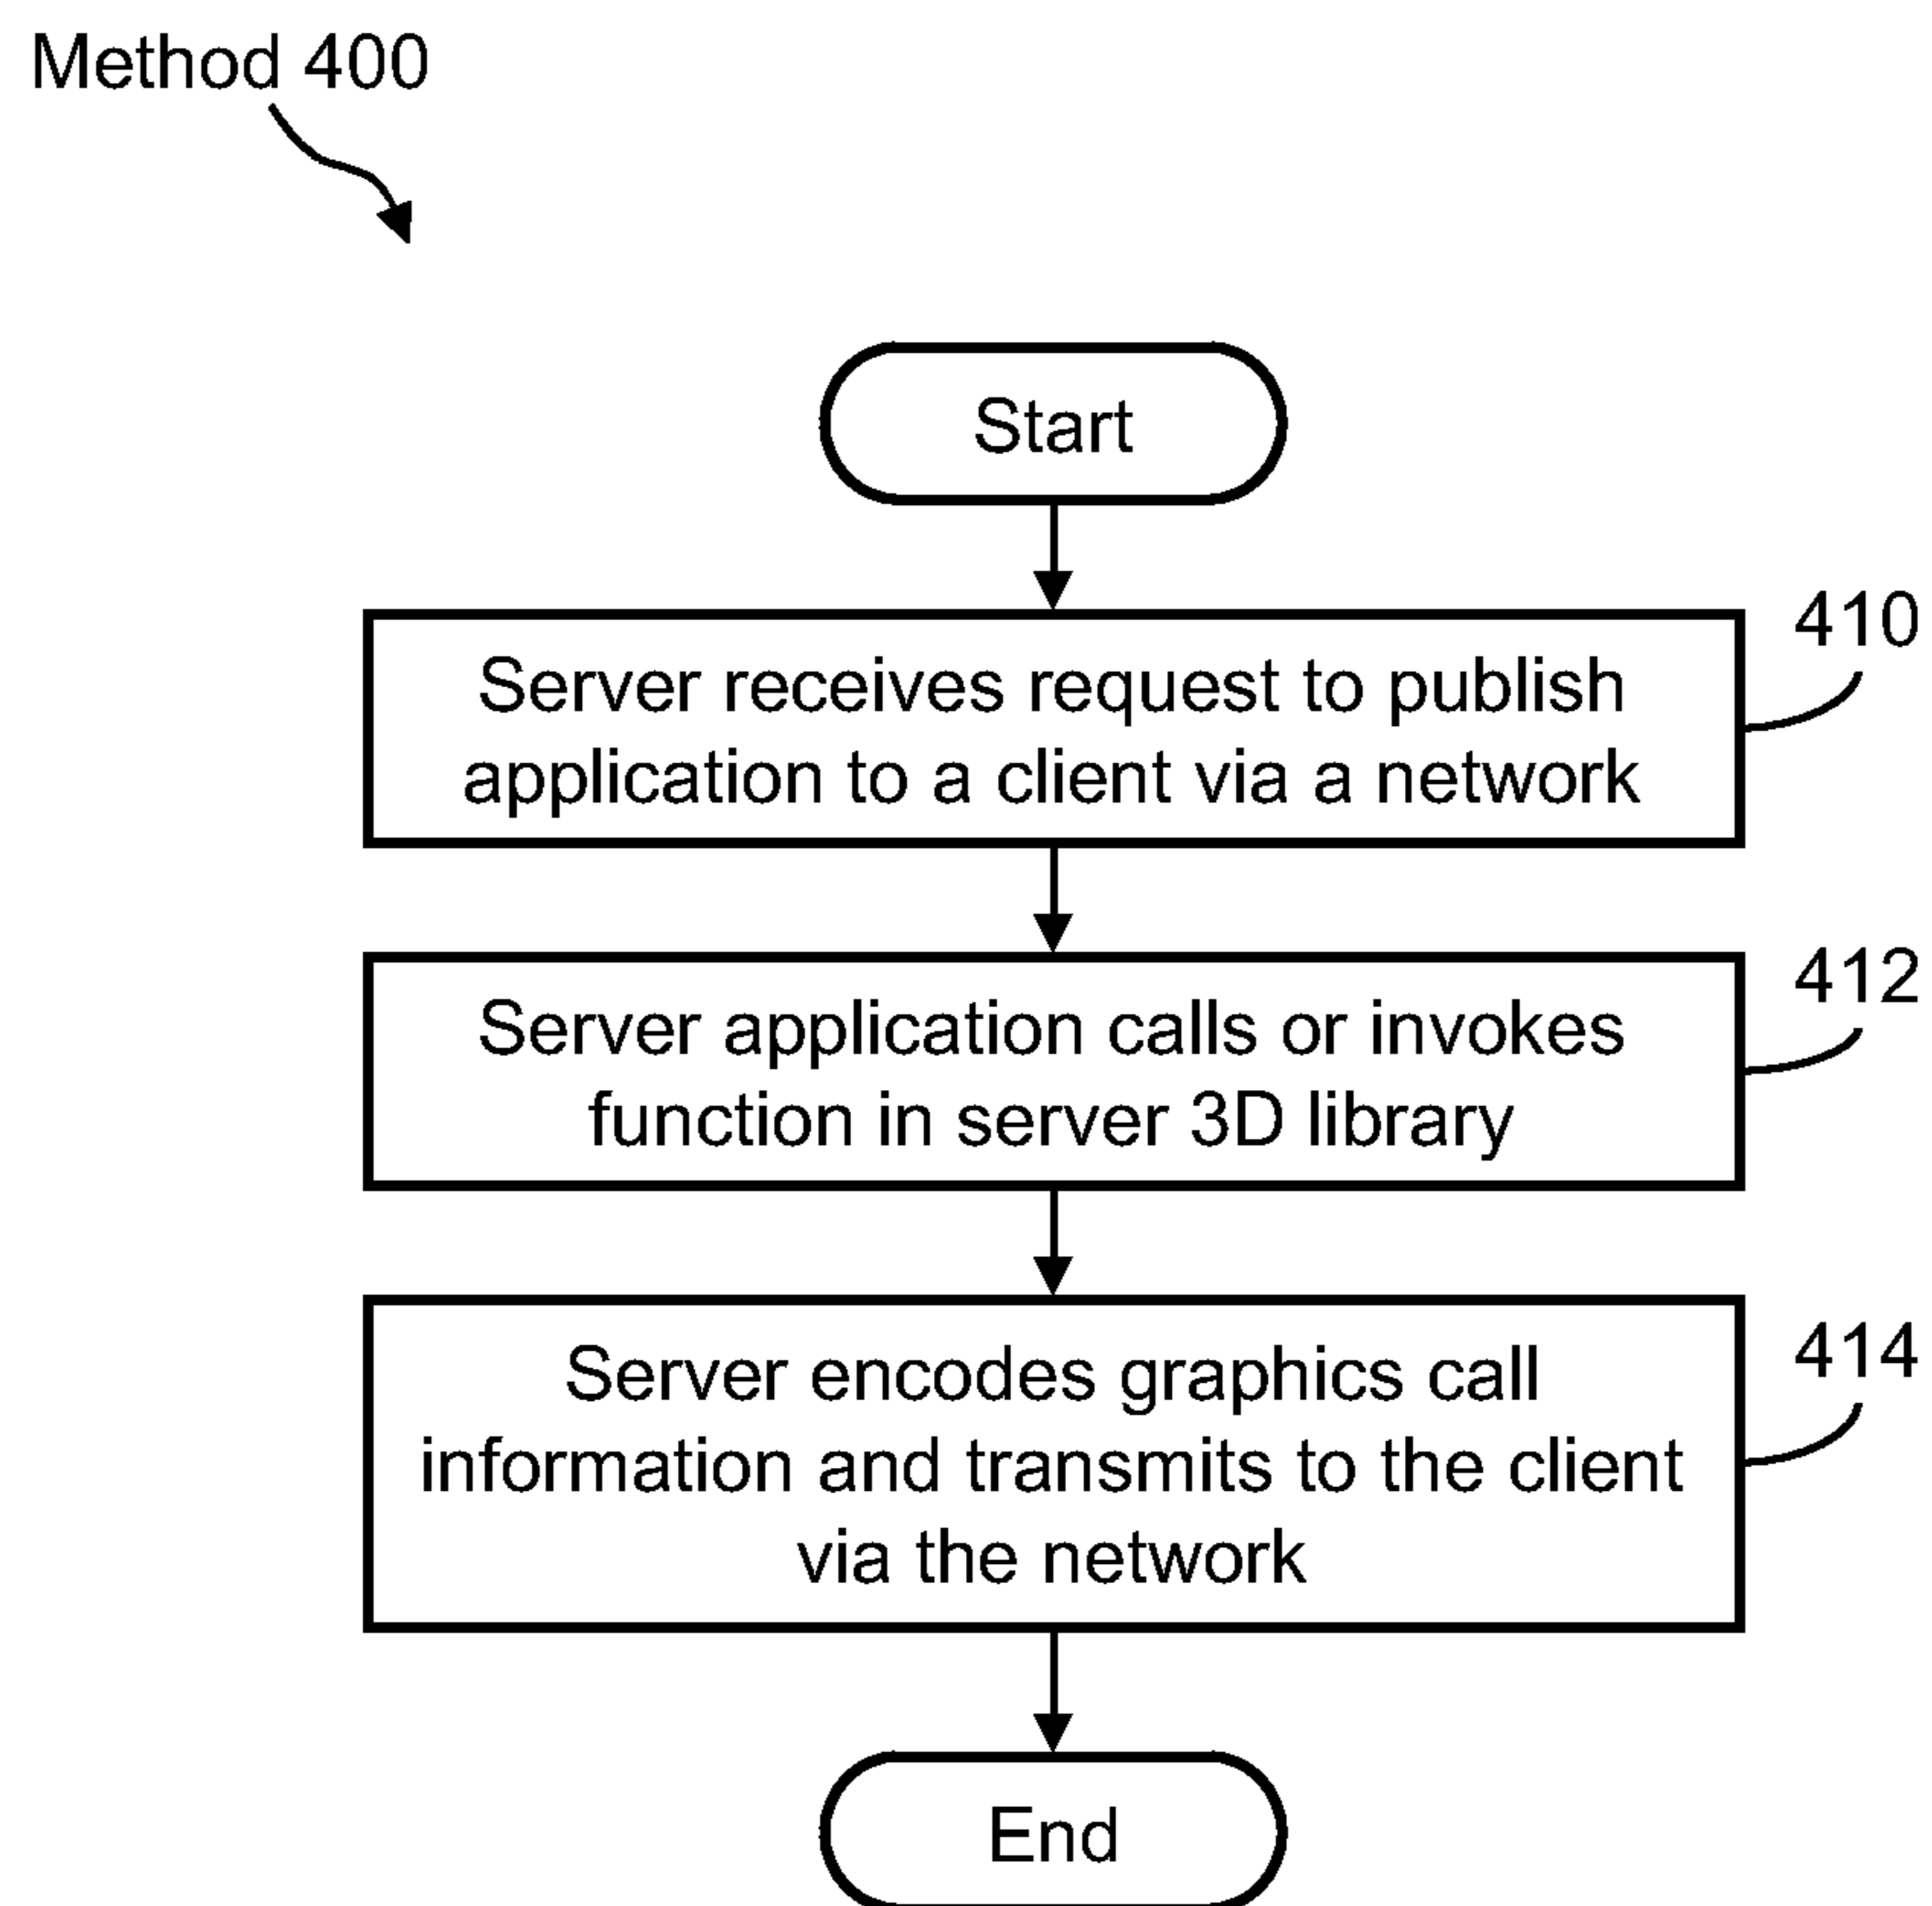 Method 400
Start
410
Server receives request to publish
application to a client via a network
412
Server application calls or invokes
function in server 3D library
414
Server encodes graphics call
information and transmits to the client
via the network
End